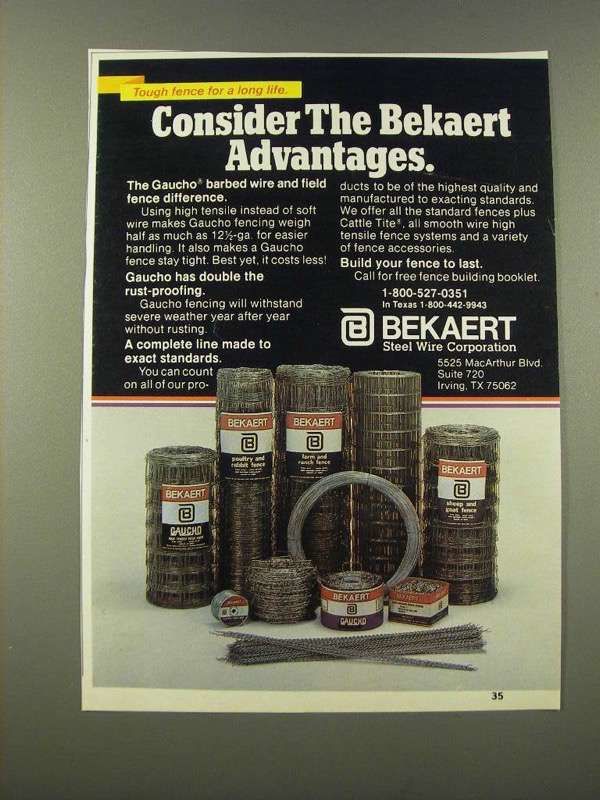 Tough fence for a long life.
Consider The Bekaert
Advantages.
The Gaucho® barbed wire and field
fence difference.
Using high tensile instead of soft
wire makes Gaucho fencing weigh
half as much as 12½-ga. for easier
handling. It also makes a Gaucho
fence stay tight. Best yet, it costs less!
Gaucho has double the
rust-proofing.
Gaucho fencing will withstand
severe weather year after year
without rusting.
A complete line made to
exact standards.
You can count
on all of our pro-
ducts to be of the highest quality and
manufactured to exacting standards.
We offer all the standard fences plus
Cattle Tite®, all smooth wire high
tensile fence systems and a variety
of fence accessories.
Build your fence to last.
Call for free fence building booklet.
1-800-527-0351
In Texas 1-800-442-9943
BEKAERT
Steel Wire Corporation
5525 MacArthur Blvd.
Suite 720
Irving, TX 75062
BEKAERT
GAUCHO
BEKAERT
poultry and
rabbit fence
BEKAERT
farm and
ranch fence
BEKAERT
sheep and
goat fence
BEKAERT
GAUCHO
BEKAERT
35